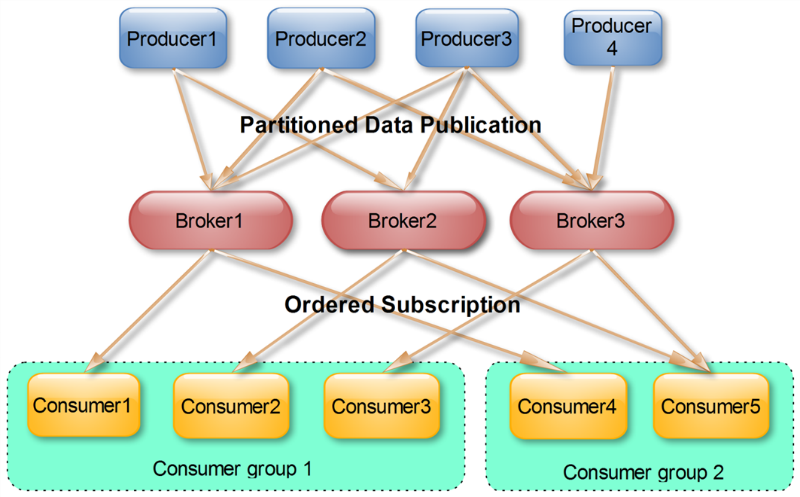 Producer1
Producer2
Producer3
Producer
4
Partitioned Data Publication
Broker1
Broker2
Broker3
Ordered Subscription
Consumer1
Consumer2
Consumer3
Consumer4
Consumer5
Consumer group 1
Consumer group 2